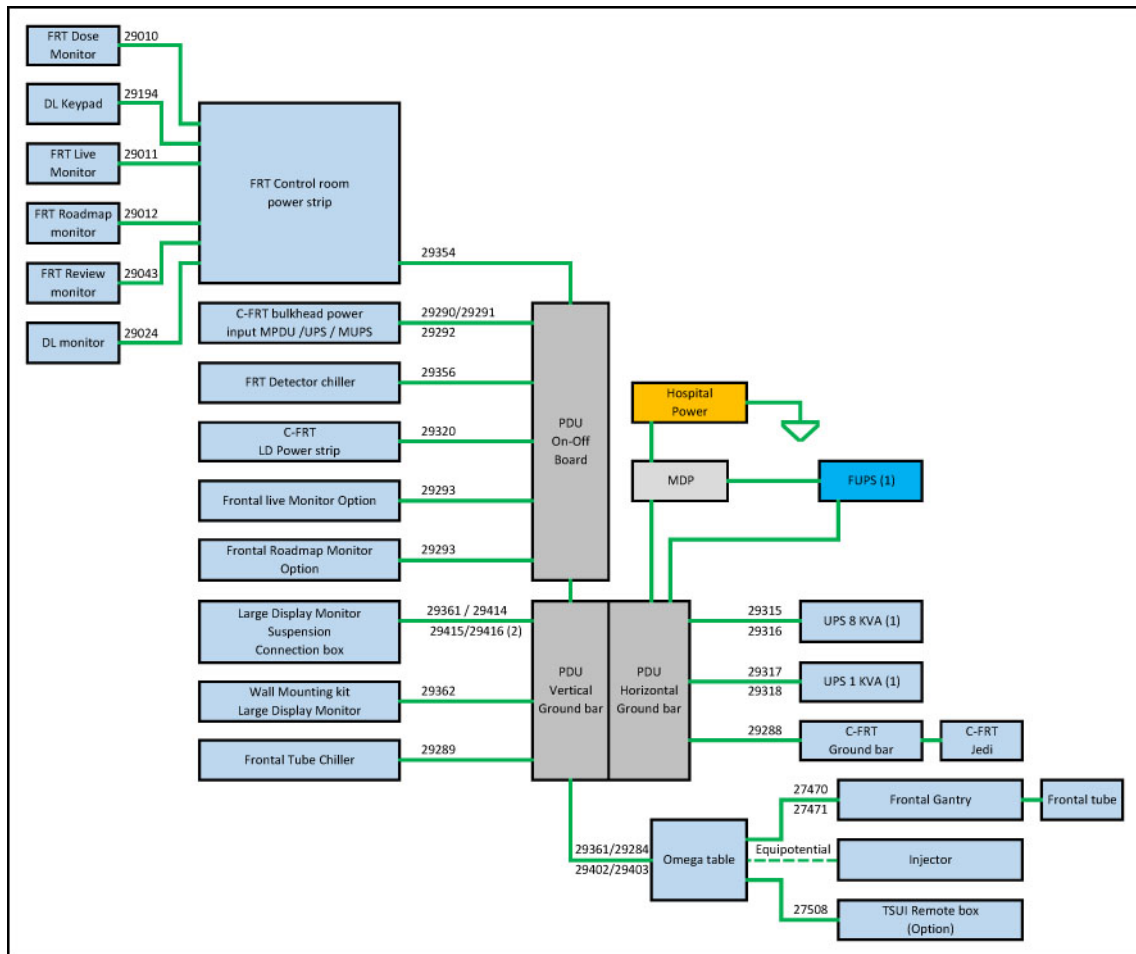 FRT Dose
Monitor
29010
DL Keypad
29194
FRT Live
Monitor
29011
FRT Roadmap
monitor
29012
FRT Review
monitor
29043
DL monitor
29024
FRT Control room
power strip
29354
C-FRT bulkhead power
input MPDU /UPS / MUPS
29290/29291
29292
FRT Detector chiller
29356
C-FRT
LD Power strip
29320
Frontal live Monitor Option
29293
Frontal Roadmap Monitor
Option
29293
PDU
On-Off
Board
Hospital
Power
MDP
FUPS (1)
Large Display Monitor
Suspension
Connection box
29361 / 29414
29415/29416 (2)
Wall Mounting kit
Large Display Monitor
29362
Frontal Tube Chiller
29289
PDU
Vertical
Ground bar
PDU
Horizontal
Ground bar
29315
29316
UPS 8 KVA (1)
29317
29318
UPS 1 KVA (1)
29288
C-FRT
Ground bar
C-FRT
Jedi
29361/29284
29402/29403
Omega table
27470
27471
Frontal Gantry
Frontal tube
Equipotential
Injector
27508
TSUI Remote box
(Option)